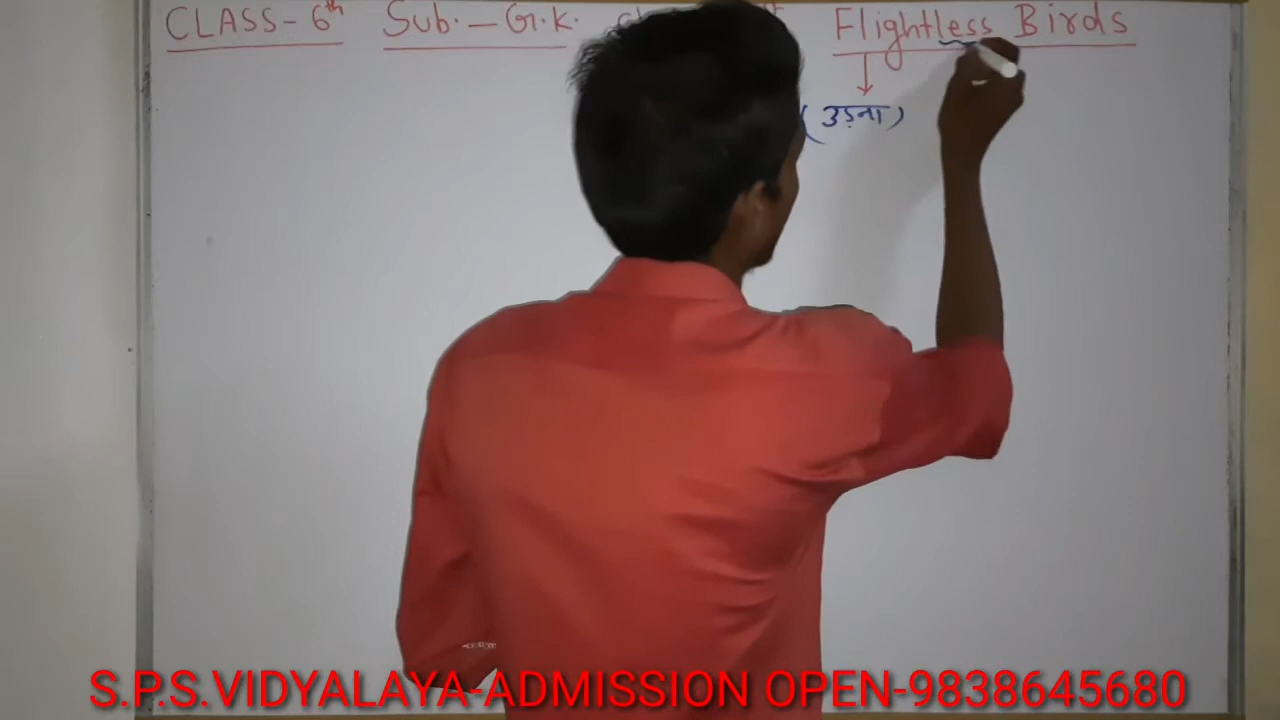 CLASS-6th Sub.-G.K. Flightless Birds
(उड़ना)
S.P.S.VIDYALAYA-ADMISSION OPEN-9838645680